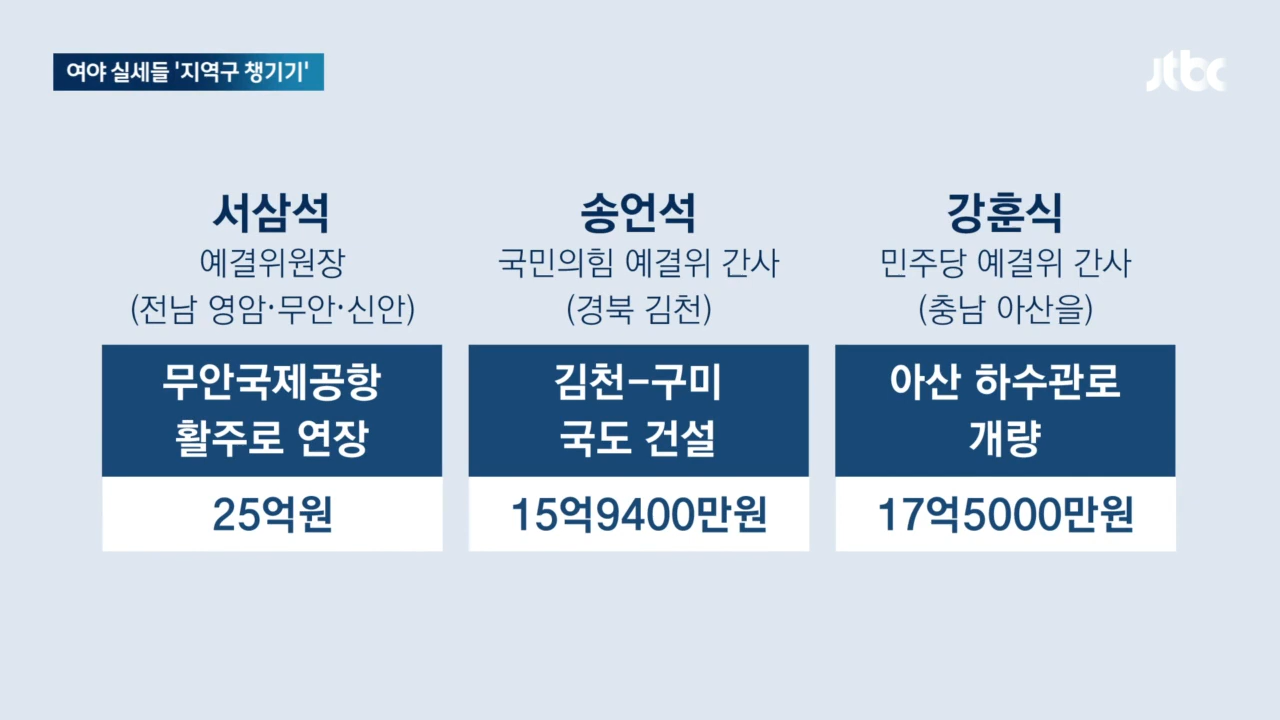 여야 실세들 '지역구 챙기기'
jtbc
서삼석
예결위원장
(전남 영암·무안·신안)
무안국제공항
활주로 연장
25억원
송언석
국민의힘 예결위 간사
(경북 김천)
김천-구미
국도 건설
15억9400만원
강훈식
민주당 예결위 간사
(충남 아산을)
아산 하수관로
개량
17억5000만원